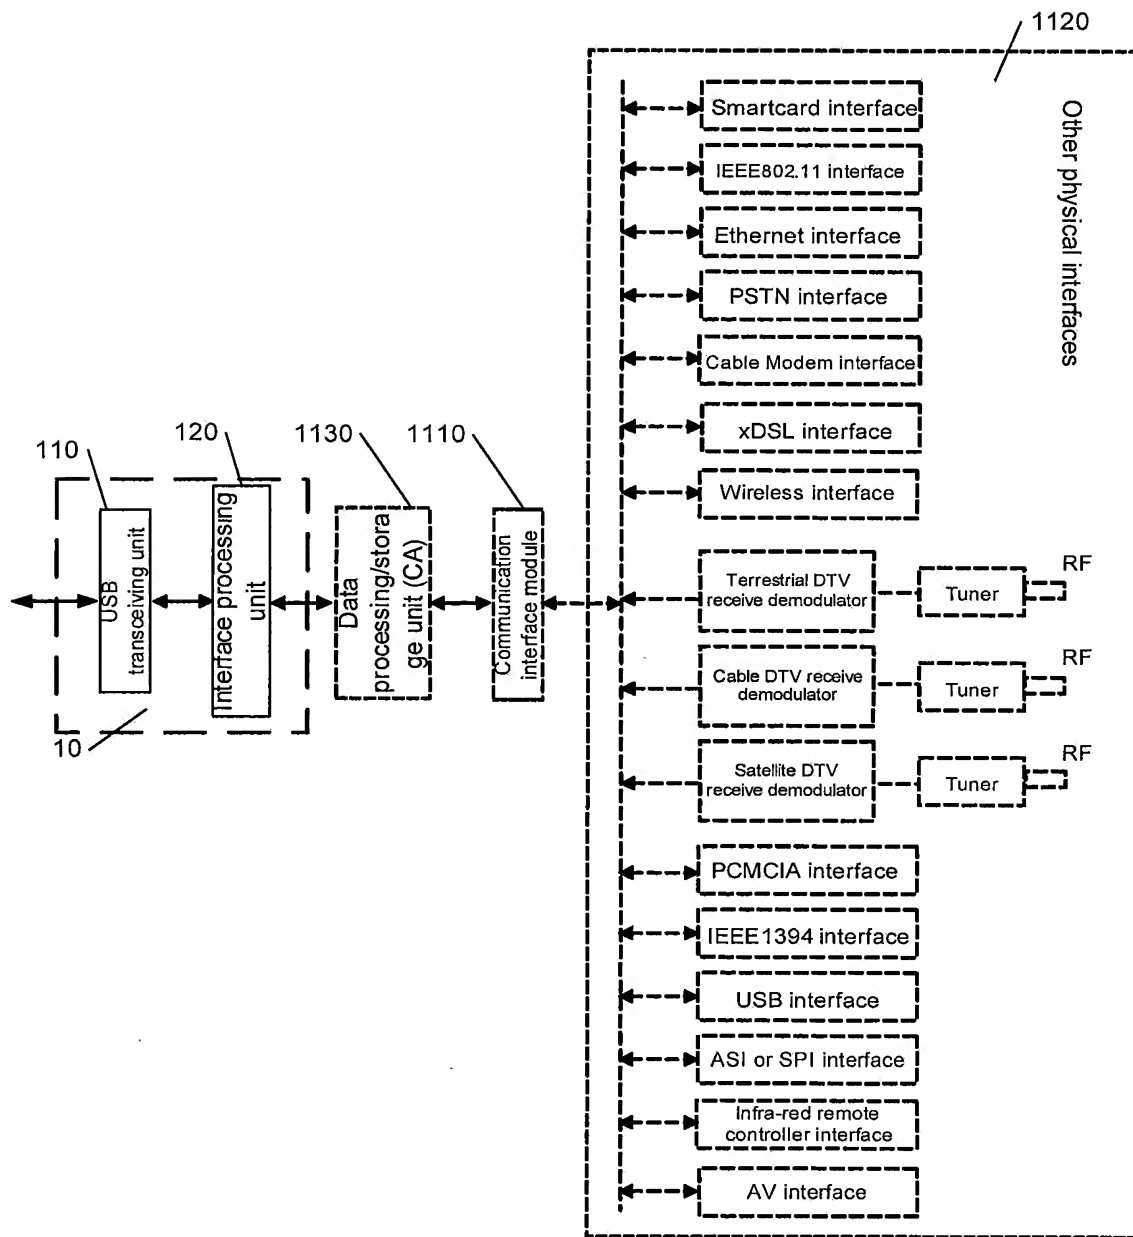 1120
Other physical interfaces
Smartcard interface
IEEE802.11 interface
Ethernet interface
PSTN interface
Cable Modem interface
xDSL interface
Wireless interface
110
120
1130
1110
USB
transceiving unit
Interface processing
unit
Data
processing/stora
ge unit (CA)
Communication
interface module
10
Terrestrial DTV
receive demodulator
Tuner
RF
Cable DTV receive
demodulator
Tuner
RF
Satellite DTV
receive demodulator
Tuner
RF
PCMCIA interface
IEEE1394 interface
USB interface
ASI or SPI interface
Infra-red remote
controller interface
AV interface